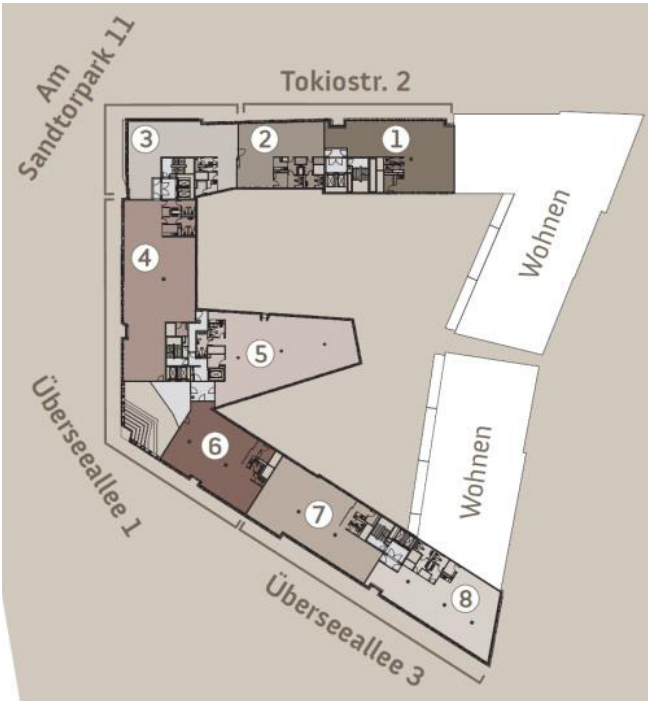 Am
Sandtorpark 11
Tokiostr. 2
3
2
1
Wohnen
4
5
6
Wohnen
7
8
Überseeallee 1
Überseeallee 3